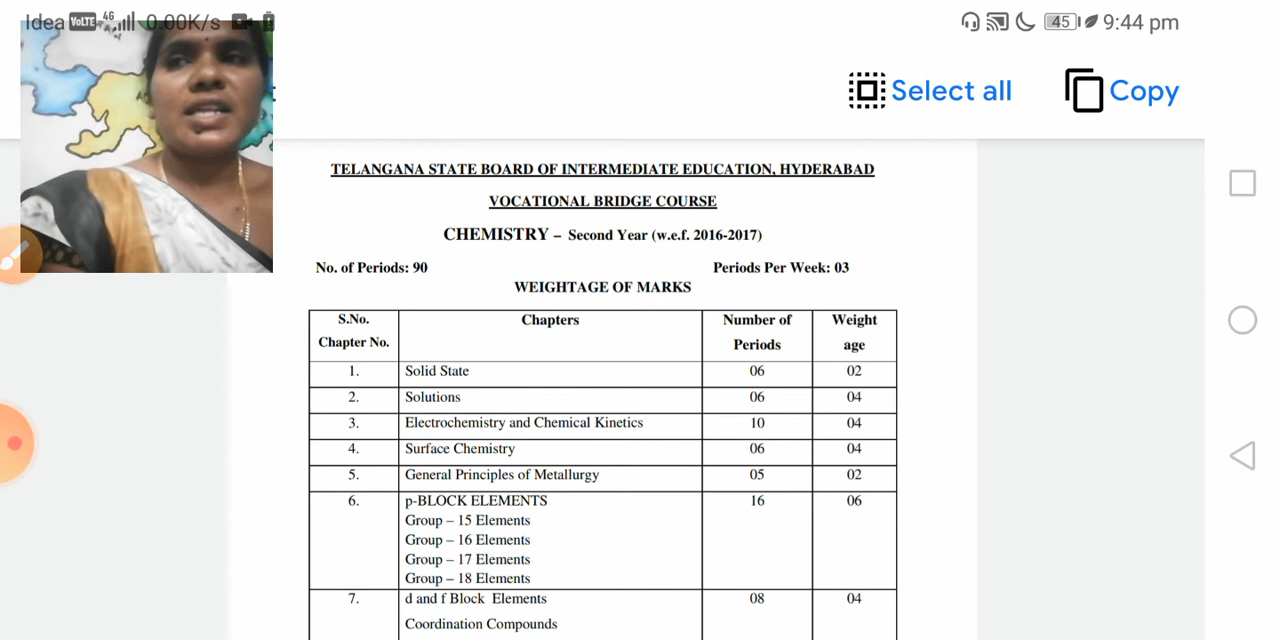 Idea VoLTE 4G 0.00K/s 45 9:44 pm
Select all Copy
TELANGANA STATE BOARD OF INTERMEDIATE EDUCATION, HYDERABAD
VOCATIONAL BRIDGE COURSE
CHEMISTRY – Second Year (w.e.f. 2016-2017)
No. of Periods: 90 Periods Per Week: 03
WEIGHTAGE OF MARKS
S.No. Chapter No. Chapters Number of Periods Weight age
1. Solid State 06 02
2. Solutions 06 04
3. Electrochemistry and Chemical Kinetics 10 04
4. Surface Chemistry 06 04
5. General Principles of Metallurgy 05 02
6. p-BLOCK ELEMENTS 16 06
Group – 15 Elements
Group – 16 Elements
Group – 17 Elements
Group – 18 Elements
7. d and f Block Elements 08 04
Coordination Compounds